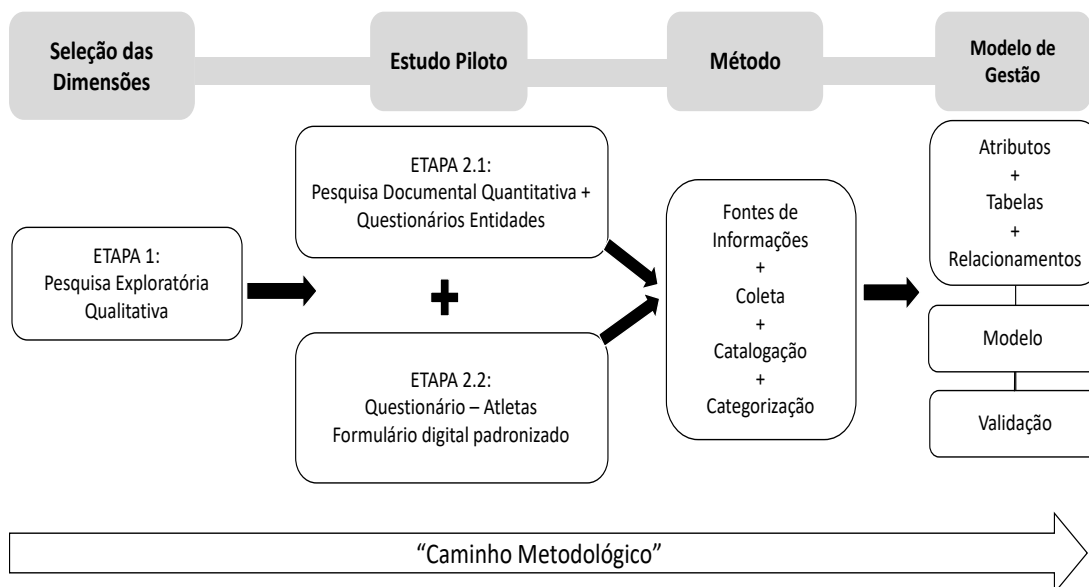 Seleção das
Dimensões
Estudo Piloto
Método
Modelo de
Gestão
ETAPA 1:
Pesquisa Exploratória
Qualitativa
ETAPA 2.1:
Pesquisa Documental Quantitativa +
Questionários Entidades
+
ETAPA 2.2:
Questionário – Atletas
Formulário digital padronizado
Fontes de
Informações
+
Coleta
+
Catalogação
+
Categorização
Atributos
+
Tabelas
+
Relacionamentos
Modelo
Validação
“Caminho Metodológico”